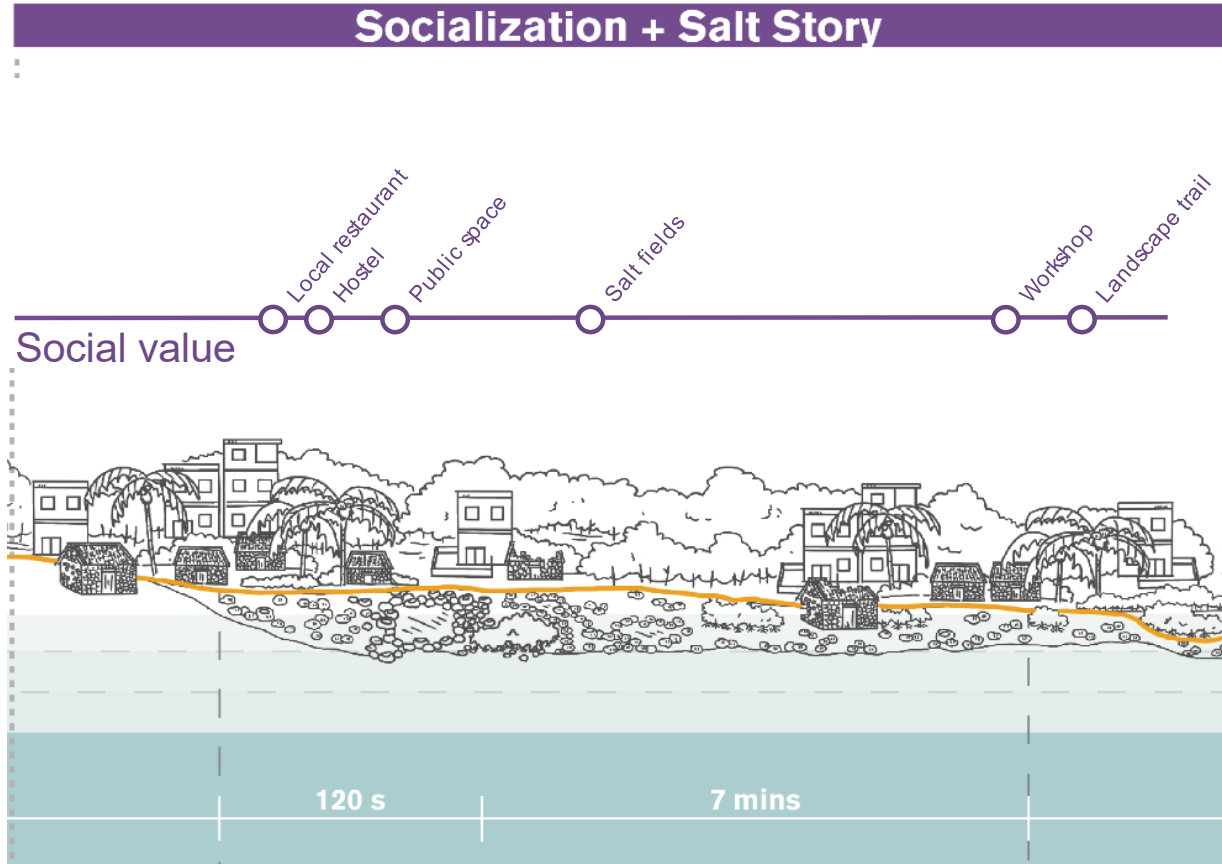 Socialization + Salt Story
Local restaurant
Hostel
Public space
Salt fields
Workshop
Landscape trail
Social value
120 s
7 mins